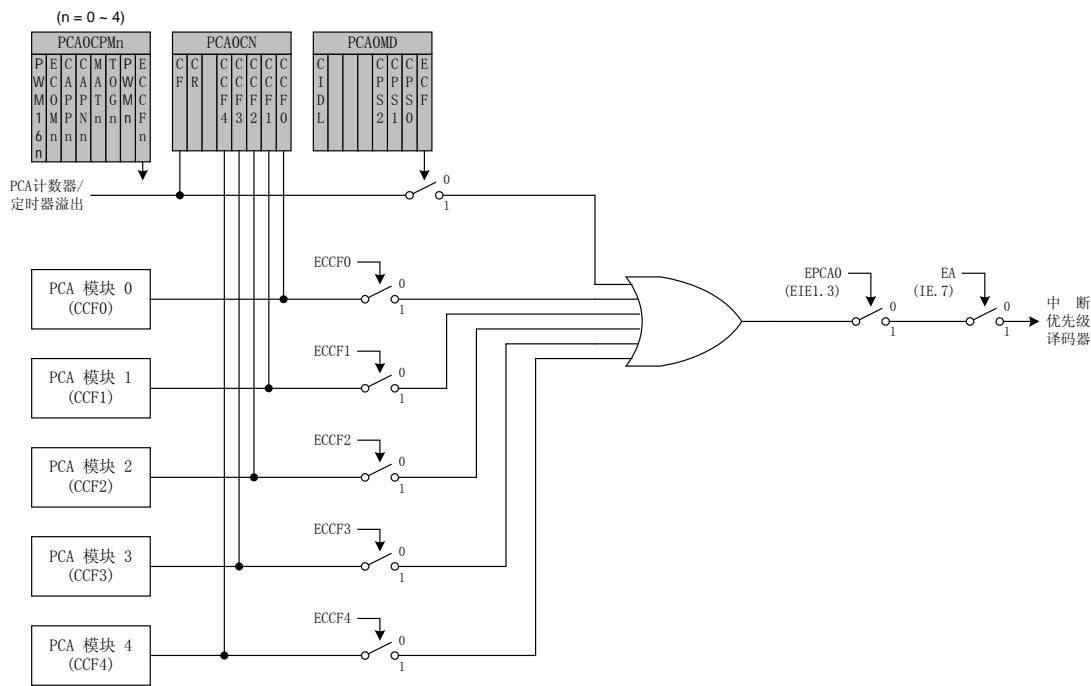 (n = 0 ~ 4)
PCA0CPMn
PCA0CN
PCA0MD
PWM16n
ECOMn
CAPPn
CAPNn
MATn
TOGn
PWMn
ECCFn
CF
CR
CCF4
CCF3
CCF2
CCF1
CCF0
CIDL
CPS2
CPS1
CPS0
ECF
PCA计数器/
定时器溢出
0
1
PCA 模块 0
(CCF0)
ECCF0
0
1
EPCA0
(EIE1.3)
0
1
EA
(IE.7)
0
1
中 断
优先级
译码器
PCA 模块 1
(CCF1)
ECCF1
0
1
PCA 模块 2
(CCF2)
ECCF2
0
1
PCA 模块 3
(CCF3)
ECCF3
0
1
PCA 模块 4
(CCF4)
ECCF4
0
1